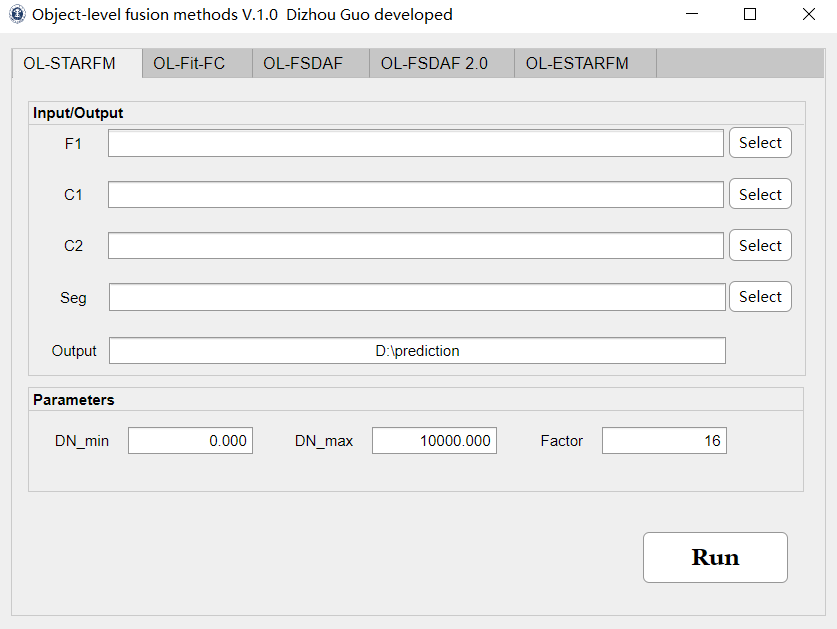 Object-level fusion methods V.1.0  Dizhou Guo developed
OL-STARFM OL-Fit-FC OL-FSDAF OL-FSDAF 2.0 OL-ESTARFM
Input/Output
F1 Select
C1 Select
C2 Select
Seg Select
Output D:\prediction
Parameters
DN_min 0.000 DN_max 10000.000 Factor 16
Run